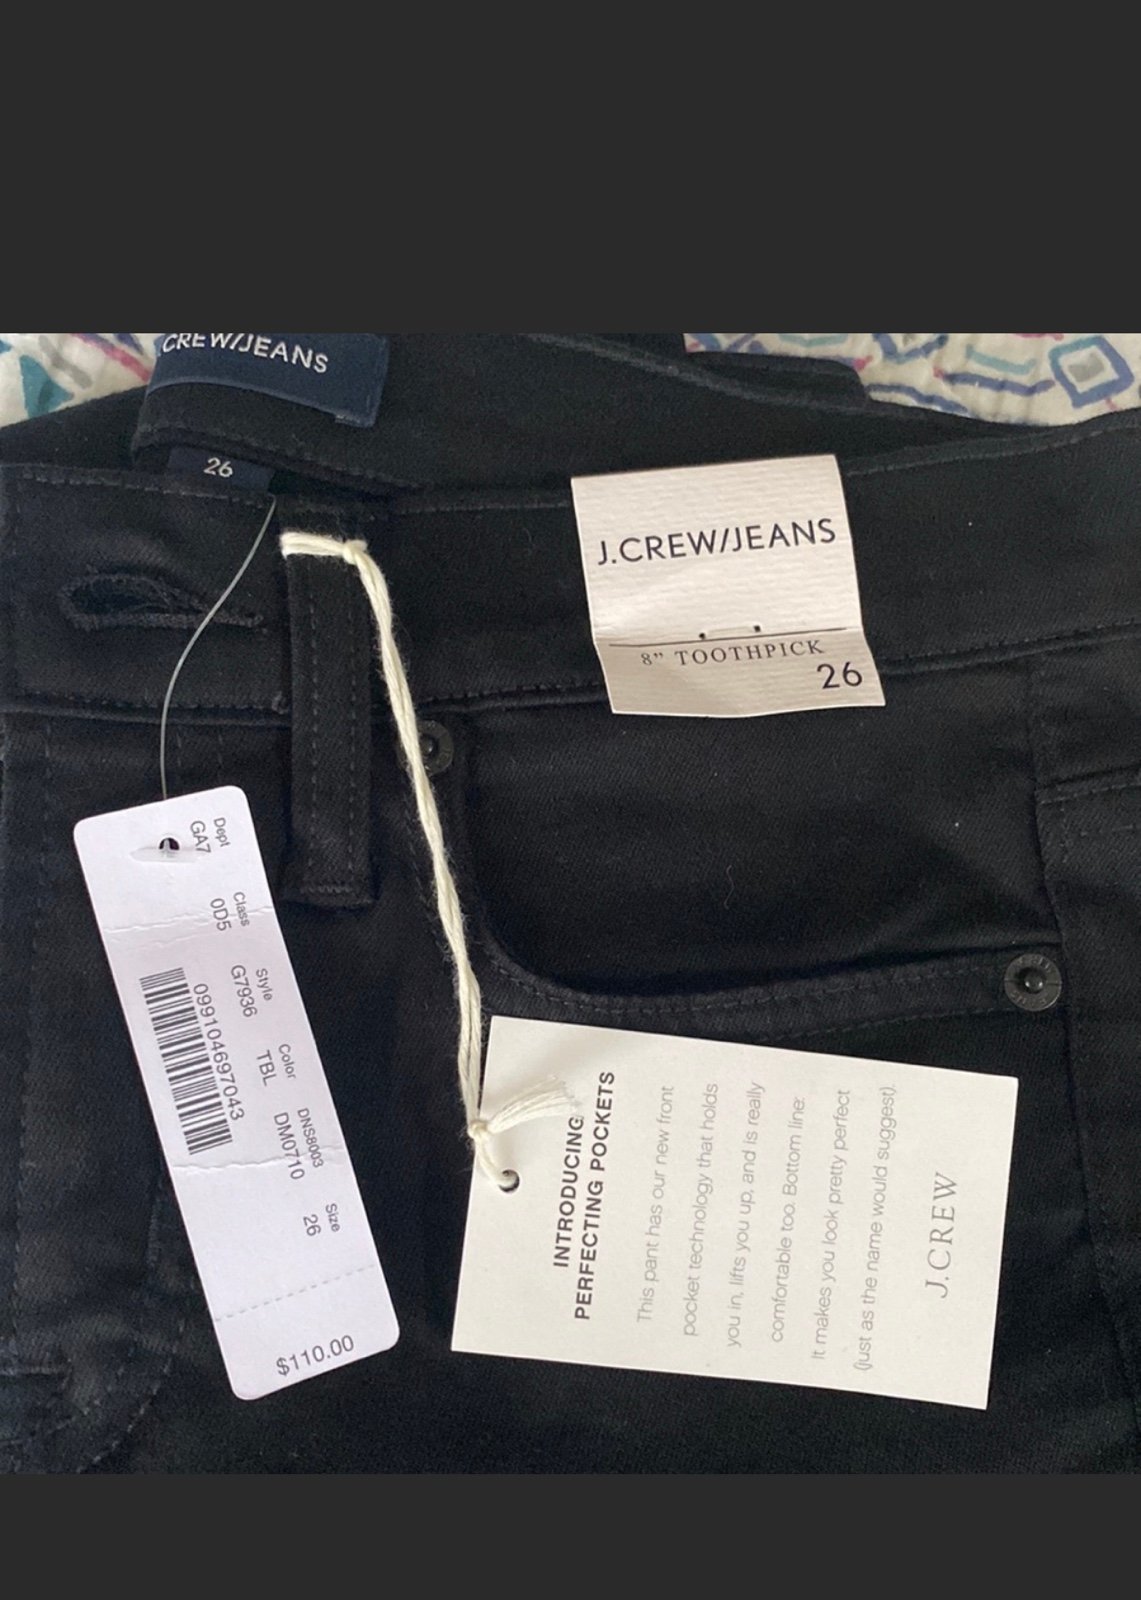 .CREW/JEANS
26
J.CREW/JEANS
8” TOOTHPICK
26
Dept
GA7
Class
0D5
Style
G7936
Color
TBL
DNS8003
DM0710
Size
26
099104697043
$110.00
INTRODUCING
PERFECTING POCKETS
This pant has our new front
pocket technology that holds
you in, lifts you up, and is really
comfortable too. Bottom line:
It makes you look pretty perfect
(just as the name would suggest).
J.CREW